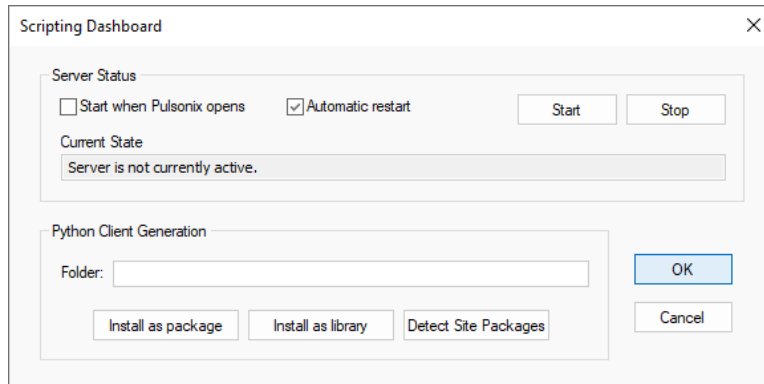 Scripting Dashboard
Server Status
Start when Pulsonix opens
Automatic restart
Start
Stop
Current State
Server is not currently active.
Python Client Generation
Folder:
OK
Install as package
Install as library
Detect Site Packages
Cancel